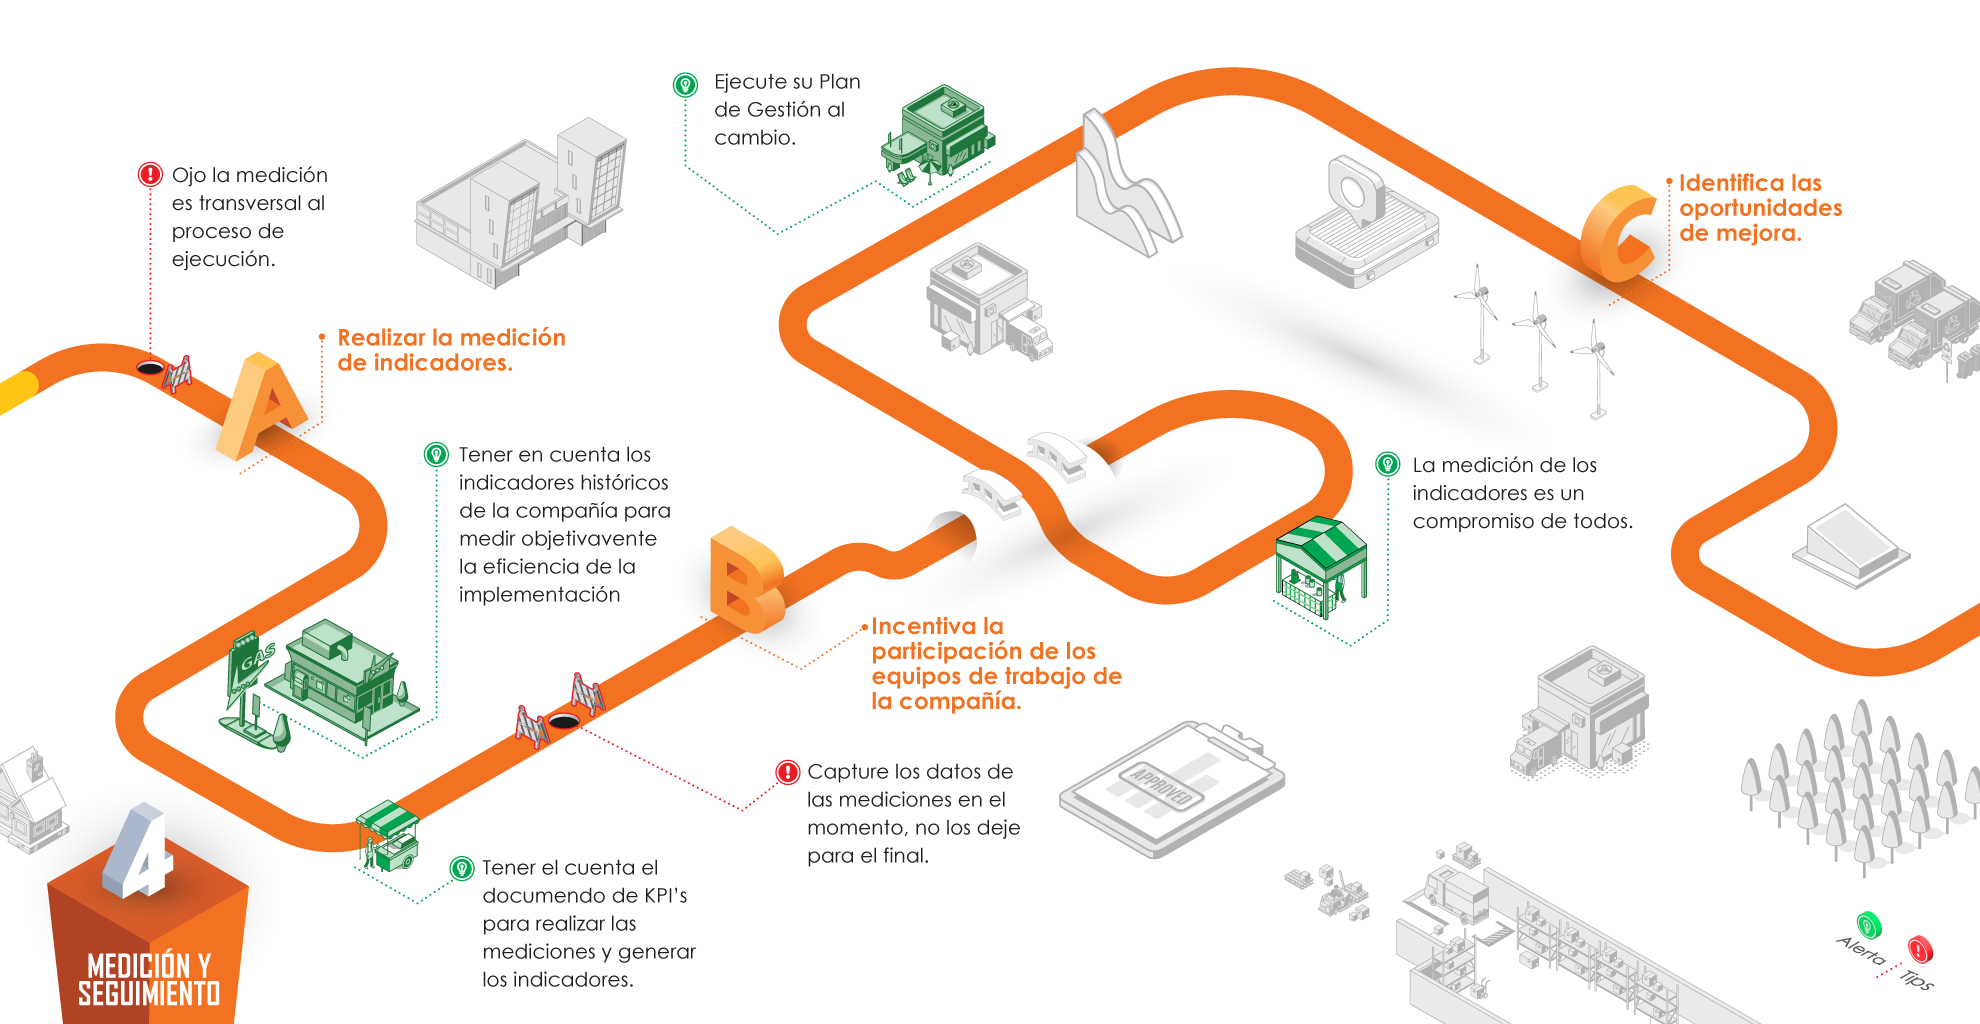 Ejecute su Plan
de Gestión al
cambio.
Ojo la medición
es transversal al
proceso de
ejecución.
Identifica las
oportunidades
de mejora.
Realizar la medición
de indicadores.
A
C
Tener en cuenta los
indicadores históricos
de la compañía para
medir objetivavente
la eficiencia de la
implementación
La medición de los
indicadores es un
compromiso de todos.
B
GAS
Incentiva la
participación de los
equipos de trabajo de
la compañía.
Capture los datos de
las mediciones en el
momento, no los deje
para el final.
APPROVED
4
MEDICIÓN Y
SEGUIMIENTO
Tener el cuenta el
documendo de KPI's
para realizar las
mediciones y generar
los indicadores.
Alerta
Tips